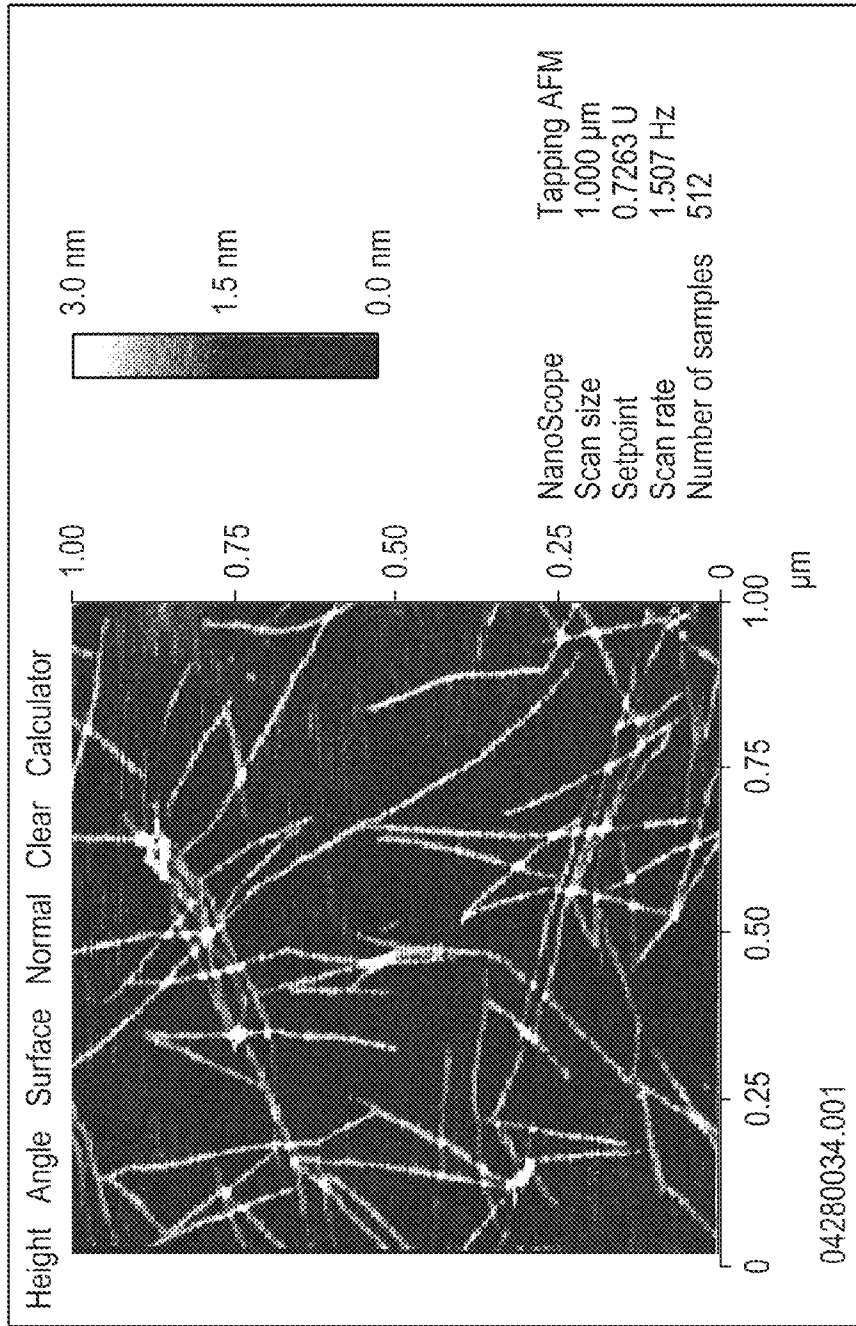 Height Angle Surface Normal Clear Calculator
3.0 nm
1.5 nm
0.0 nm
NanoScope Tapping AFM
Scan size 1.000 µm
Setpoint 0.7263 U
Scan rate 1.507 Hz
Number of samples 512
1.00
0.75
0.50
0.25
0
0
0.25
0.50
0.75
1.00
µm
04280034.001